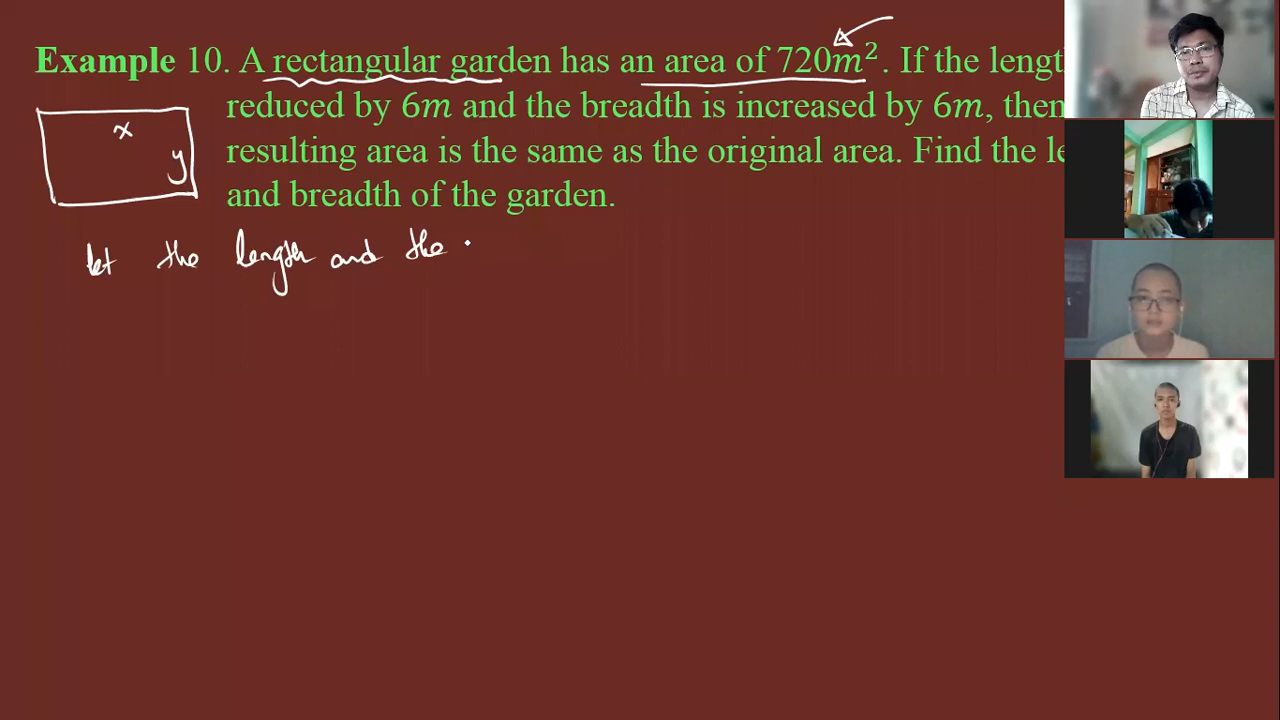 Example 10. A rectangular garden has an area of 720m². If the lengt
reduced by 6m and the breadth is increased by 6m, then
resulting area is the same as the original area. Find the le
and breadth of the garden.
x
y
let the length and the